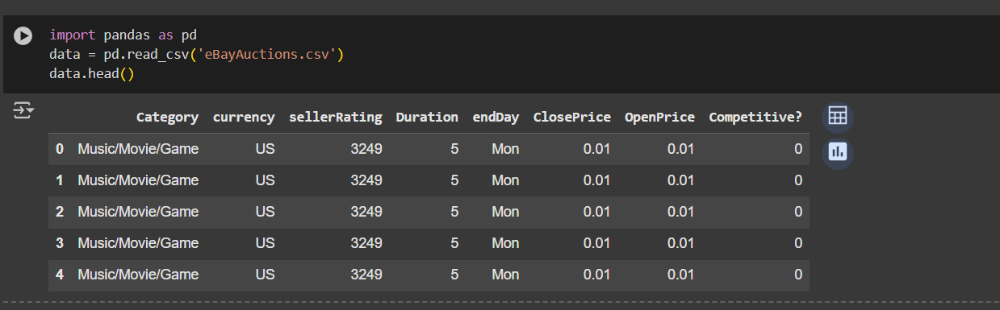 import pandas as pd
data = pd.read_csv('eBayAuctions.csv')
data.head()
Category currency sellerRating Duration endDay ClosePrice OpenPrice Competitive?
0 Music/Movie/Game US 3249 5 Mon 0.01 0.01 0
1 Music/Movie/Game US 3249 5 Mon 0.01 0.01 0
2 Music/Movie/Game US 3249 5 Mon 0.01 0.01 0
3 Music/Movie/Game US 3249 5 Mon 0.01 0.01 0
4 Music/Movie/Game US 3249 5 Mon 0.01 0.01 0